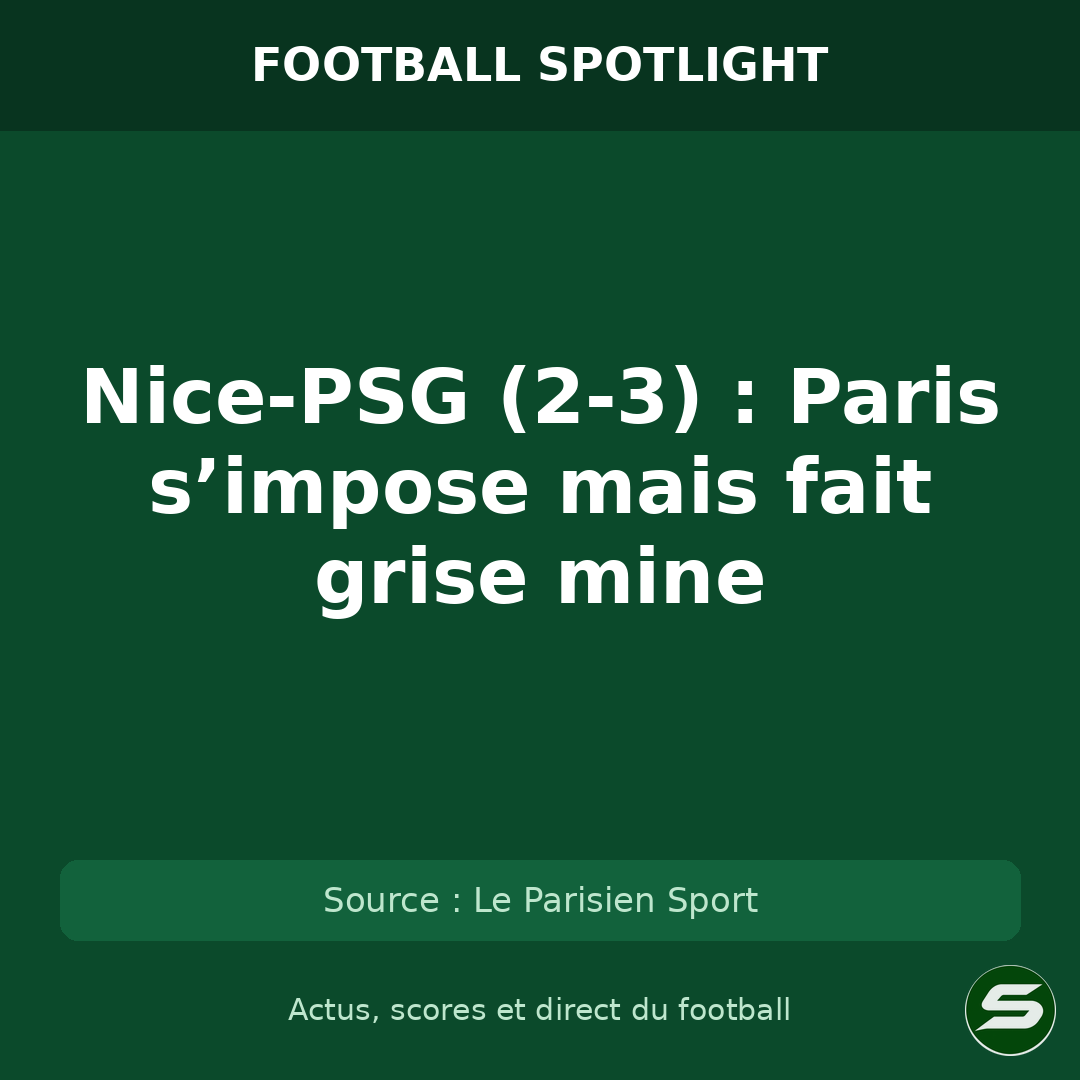 FOOTBALL SPOTLIGHT
Nice-PSG (2-3) : Paris
s’impose mais fait
grise mine
Source : Le Parisien Sport
Actus, scores et direct du football
S